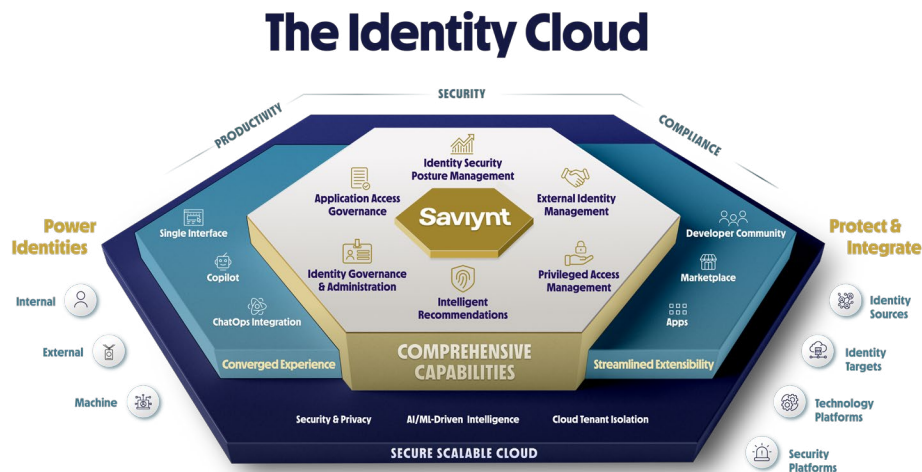 The Identity Cloud
SECURITY
PRODUCTIVITY
COMPLIANCE
Identity Security
Posture Management
Application Access
Governance
External Identity
Management
Savıynt
Identity Governance
& Administration
Privileged Access
Management
Intelligent
Recommendations
Single Interface
Copilot
ChatOps Integration
Developer Community
Marketplace
Apps
Converged Experience
COMPREHENSIVE
CAPABILITIES
Streamlined Extensibility
Security & Privacy
AI/ML-Driven Intelligence
Cloud Tenant Isolation
SECURE SCALABLE CLOUD
Power
Identities
Internal
External
Machine
Protect &
Integrate
Identity
Sources
Identity
Targets
Technology
Platforms
Security
Platforms